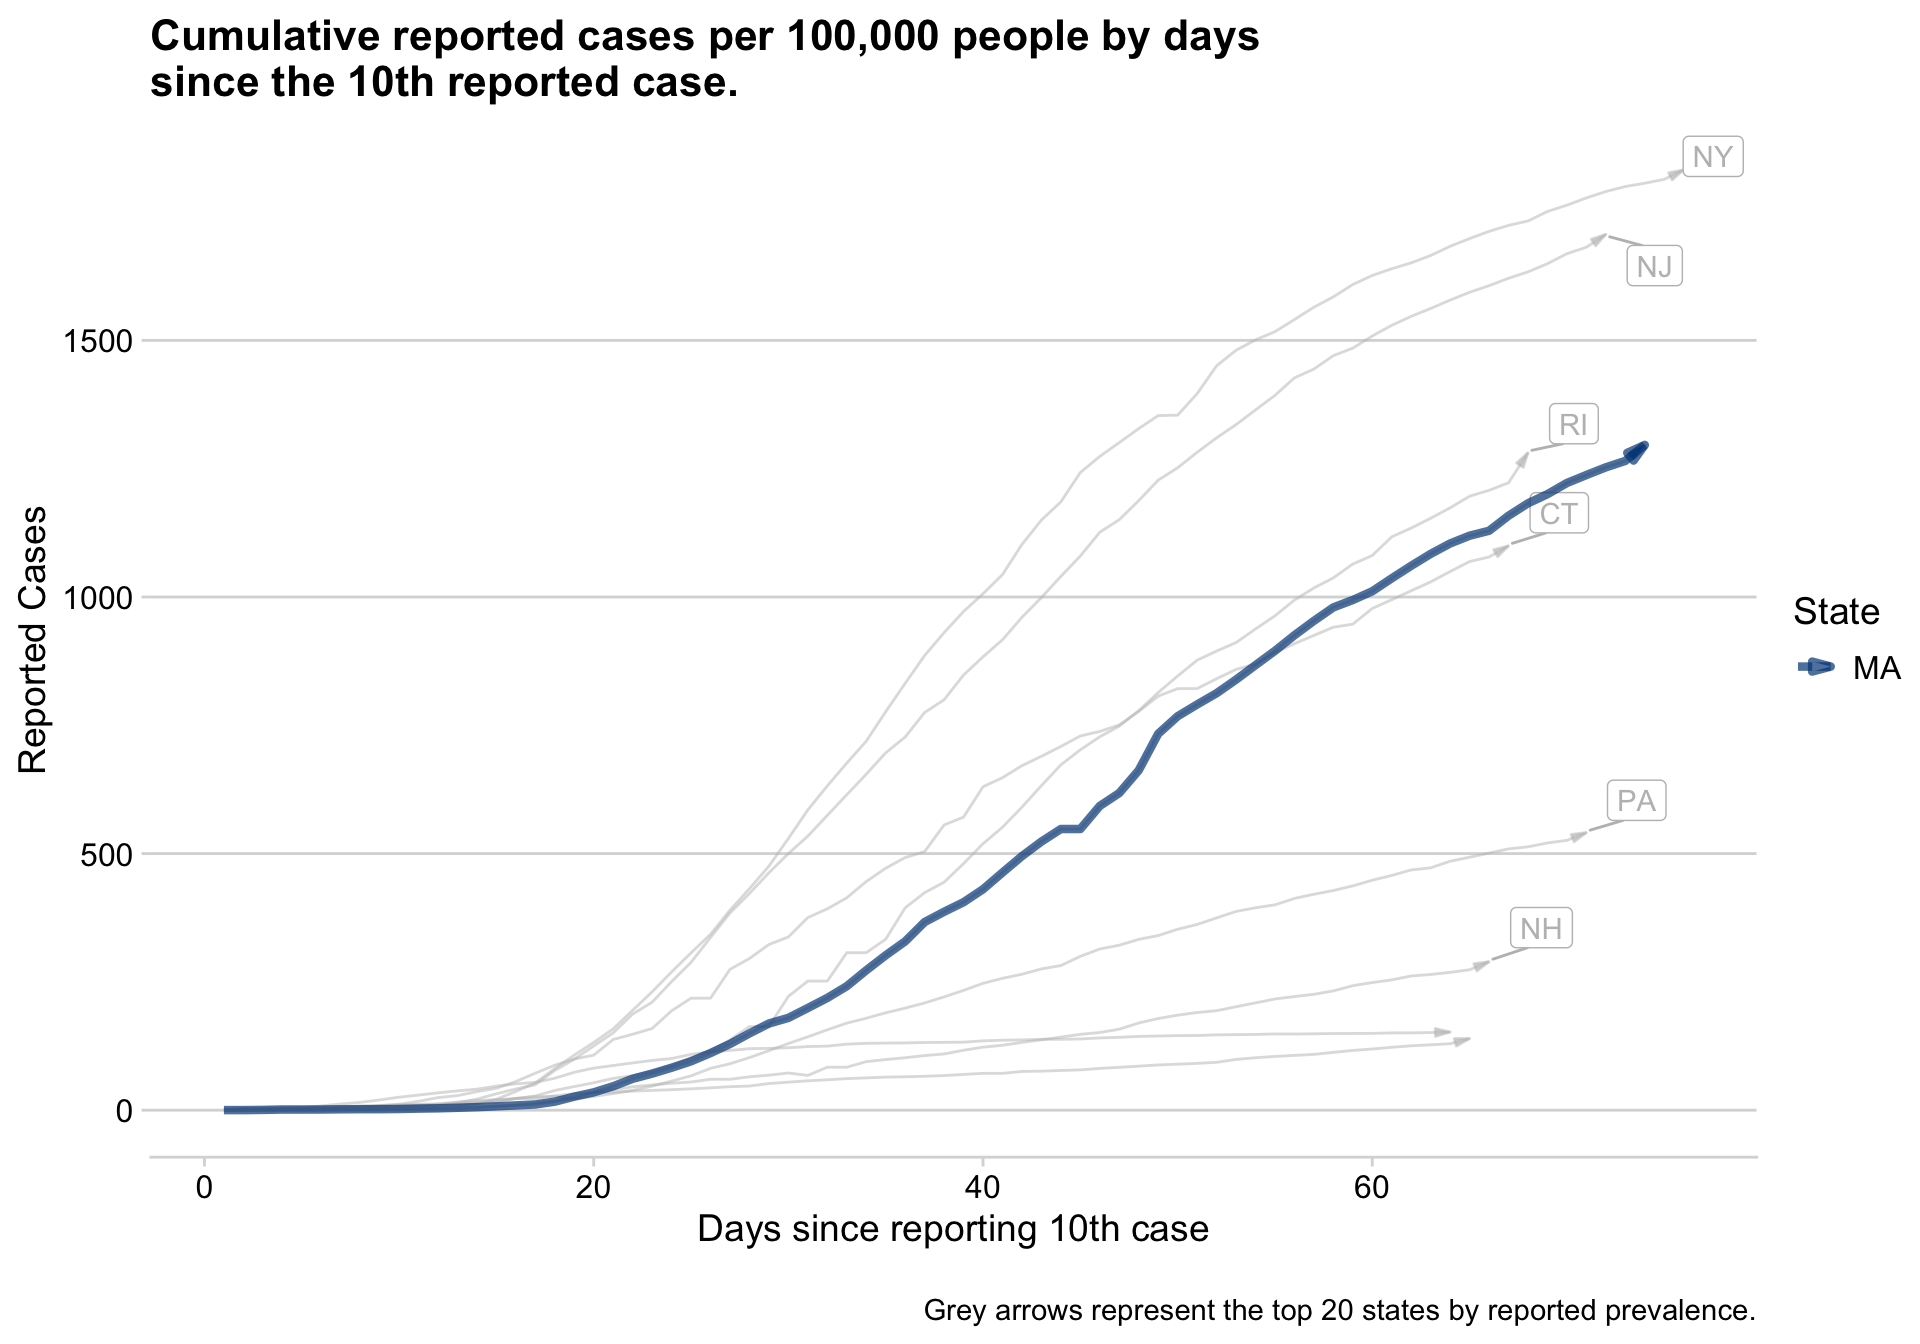 Cumulative reported cases per 100,000 people by days
since the 10th reported case.
NY
NJ
1500
RI
CT
1000
Reported Cases
State
MA
PA
500
NH
0
0
20
40
60
Days since reporting 10th case
Grey arrows represent the top 20 states by reported prevalence.